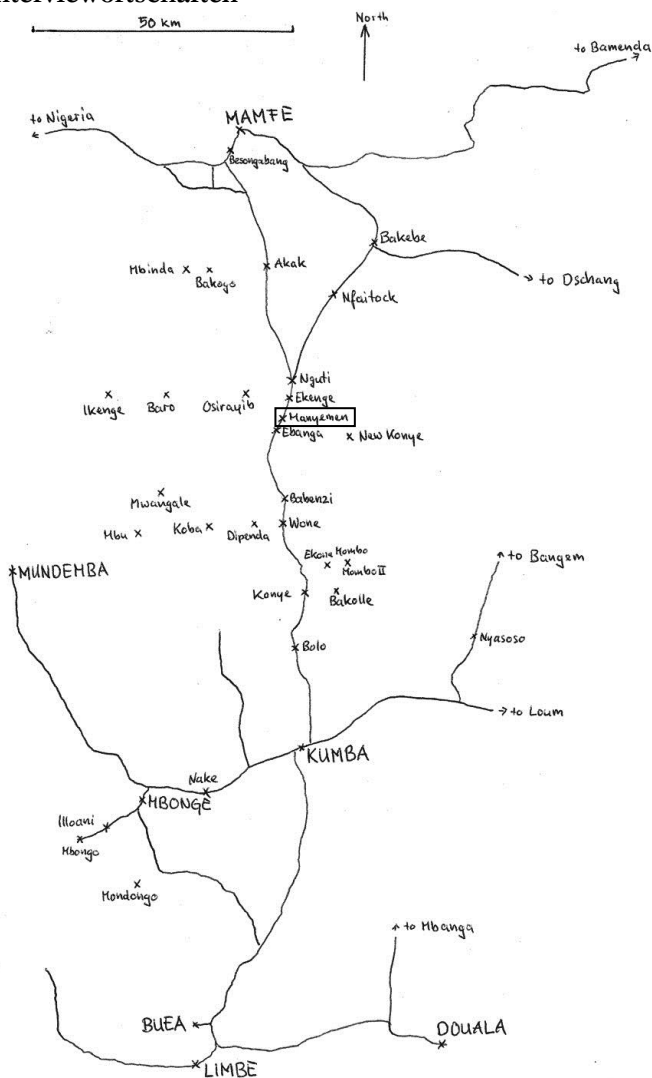 nterviewortschaften
50 km
North
to Bamenda
to Nigeria
MAMFE
Besongabang
Bakebe
Mbinda
Bakoyo
Akak
to Dschang
Nfaitock
Nguti
Ekenge
Ikenge
Baro
Osirayib
Manyemen
Ebanga
New Konye
Mwangale
Babenzi
Mbu
Koba
Dipenda
Wone
Ekona Mombo
Mombo II
to Bangem
MUNDEMBA
Konye
Bakolle
Nyasoso
Bolo
to Loum
KUMBA
Nake
MBONGE
Illoani
Mbongo
Mondongo
to Mbanga
BUEA
DOUALA
LIMBE